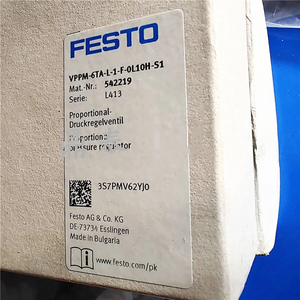 FESTO
VPPM-6TA-L-1-F-0L10H-S1
Mat.-Nr.: 542219
Serie: L413
Proportional-
Druckregelventil
Proportional
pressure regulator
3S7PMV62YJ0
Festo AG & Co. KG
DE-73734 Esslingen
Made in Bulgaria
www.festo.com/pk